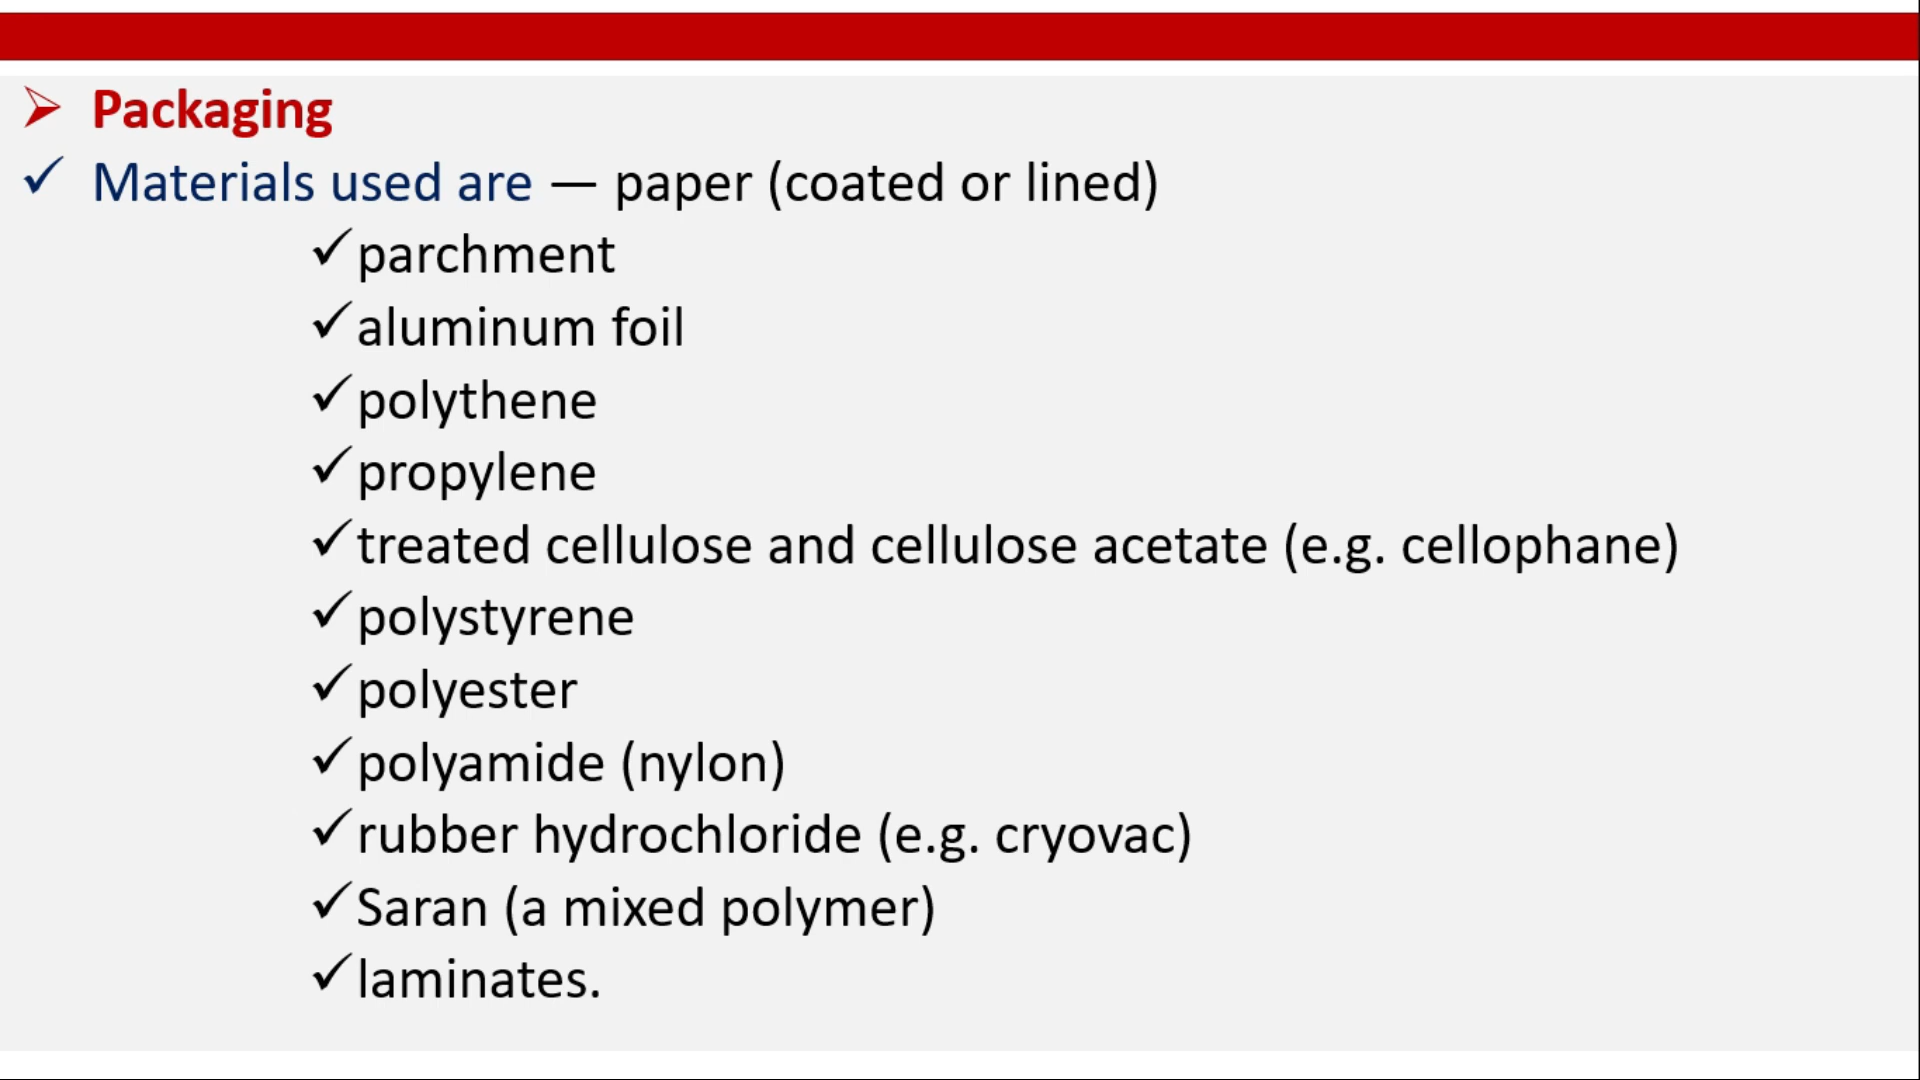 ➢ Packaging
✓ Materials used are — paper (coated or lined)
✓parchment
✓aluminum foil
✓polythene
✓propylene
✓treated cellulose and cellulose acetate (e.g. cellophane)
✓polystyrene
✓polyester
✓polyamide (nylon)
✓rubber hydrochloride (e.g. cryovac)
✓Saran (a mixed polymer)
✓laminates.